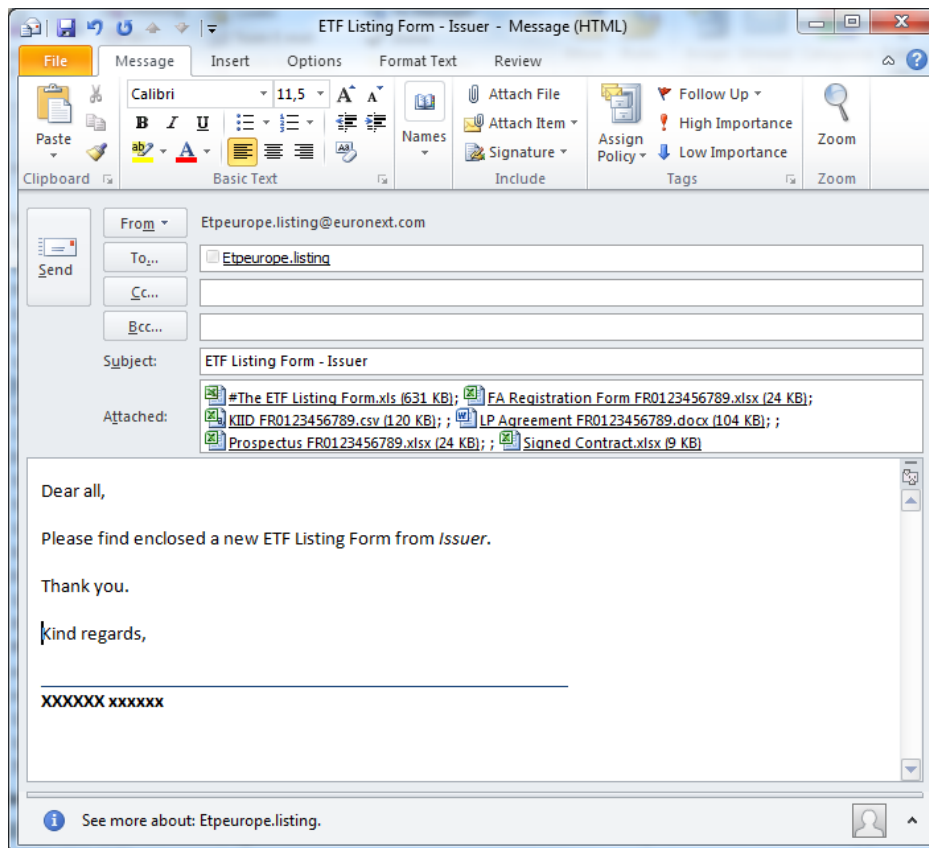 ETF Listing Form - Issuer - Message (HTML)
File Message Insert Options Format Text Review
Calibri 11,5 A A Attach File Follow Up
B I U Attach Item High Importance
Paste Names Signature Assign Policy Low Importance Zoom
ab A
Clipboard Basic Text Include Tags Zoom
From Etpeurope.listing@euronext.com
Send To... Etpeurope.listing
Cc...
Bcc...
Subject: ETF Listing Form - Issuer
Attached: #The ETF Listing Form.xls (631 KB); FA Registration Form FR0123456789.xlsx (24 KB);
KIID FR0123456789.csv (120 KB); ; LP Agreement FR0123456789.docx (104 KB); ;
Prospectus FR0123456789.xlsx (24 KB); ; Signed Contract.xlsx (9 KB)
Dear all,
Please find enclosed a new ETF Listing Form from Issuer.
Thank you.
Kind regards,
XXXXXX xxxxxx
See more about: Etpeurope.listing.